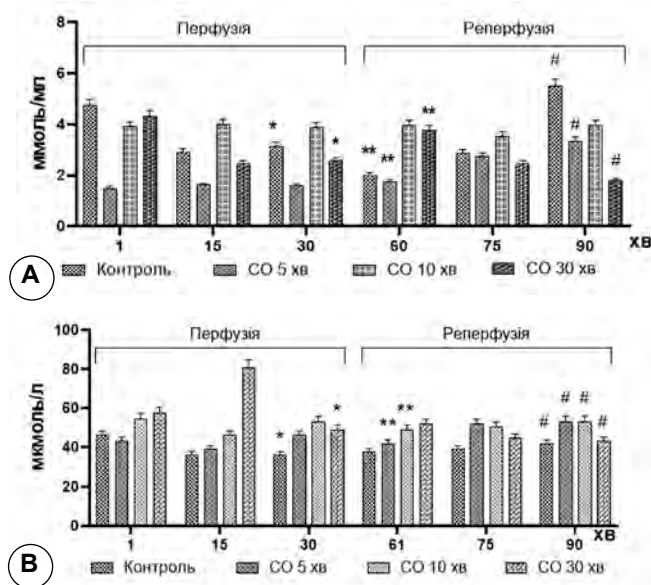 Перфузія Реперфузія
8
6
4
2
0
ммоль/мл
* * ** ** ** # # #
1 15 30 60 75 90 хв
A
Контроль СО 5 хв СО 10 хв СО 30 хв
Перфузія Реперфузія
100
80
60
40
20
0
мкмоль/л
* * ** ** # # # #
1 15 30 61 75 90 хв
B
Контроль СО 5 хв СО 10 хв СО 30 хв